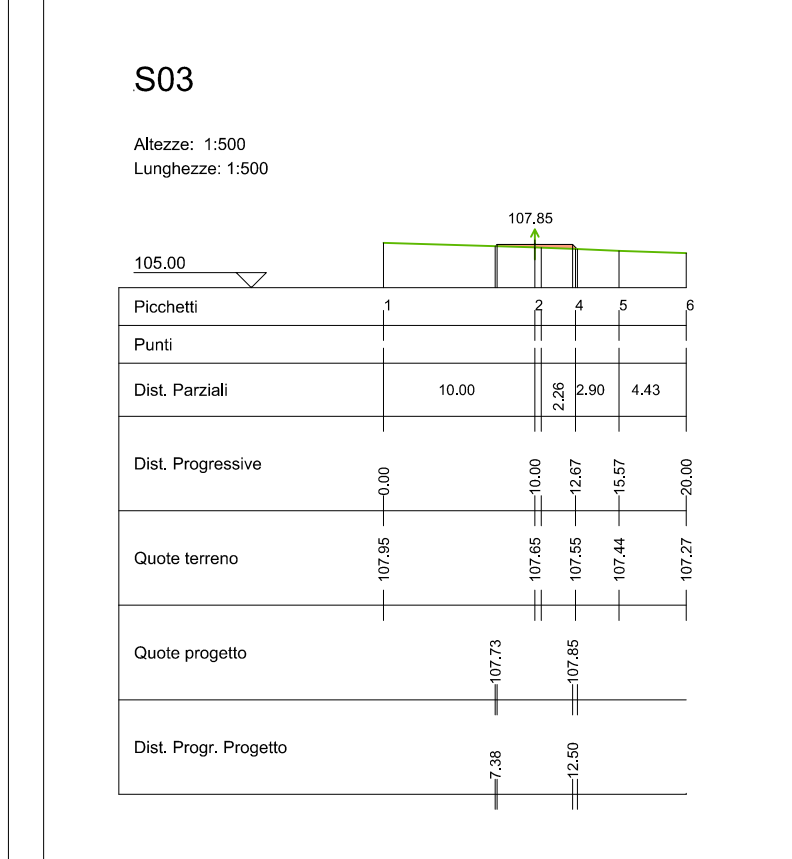 S03
Altezze: 1:500
Lunghezze: 1:500
107.85
105.00
Picchetti 1 2 4 5 6
Punti
Dist. Parziali 10.00 2.26 2.90 4.43
Dist. Progressive 0.00 10.00 12.67 15.57 20.00
Quote terreno 107.95 107.65 107.55 107.44 107.27
Quote progetto 107.73 107.85
Dist. Progr. Progetto 7.38 12.50